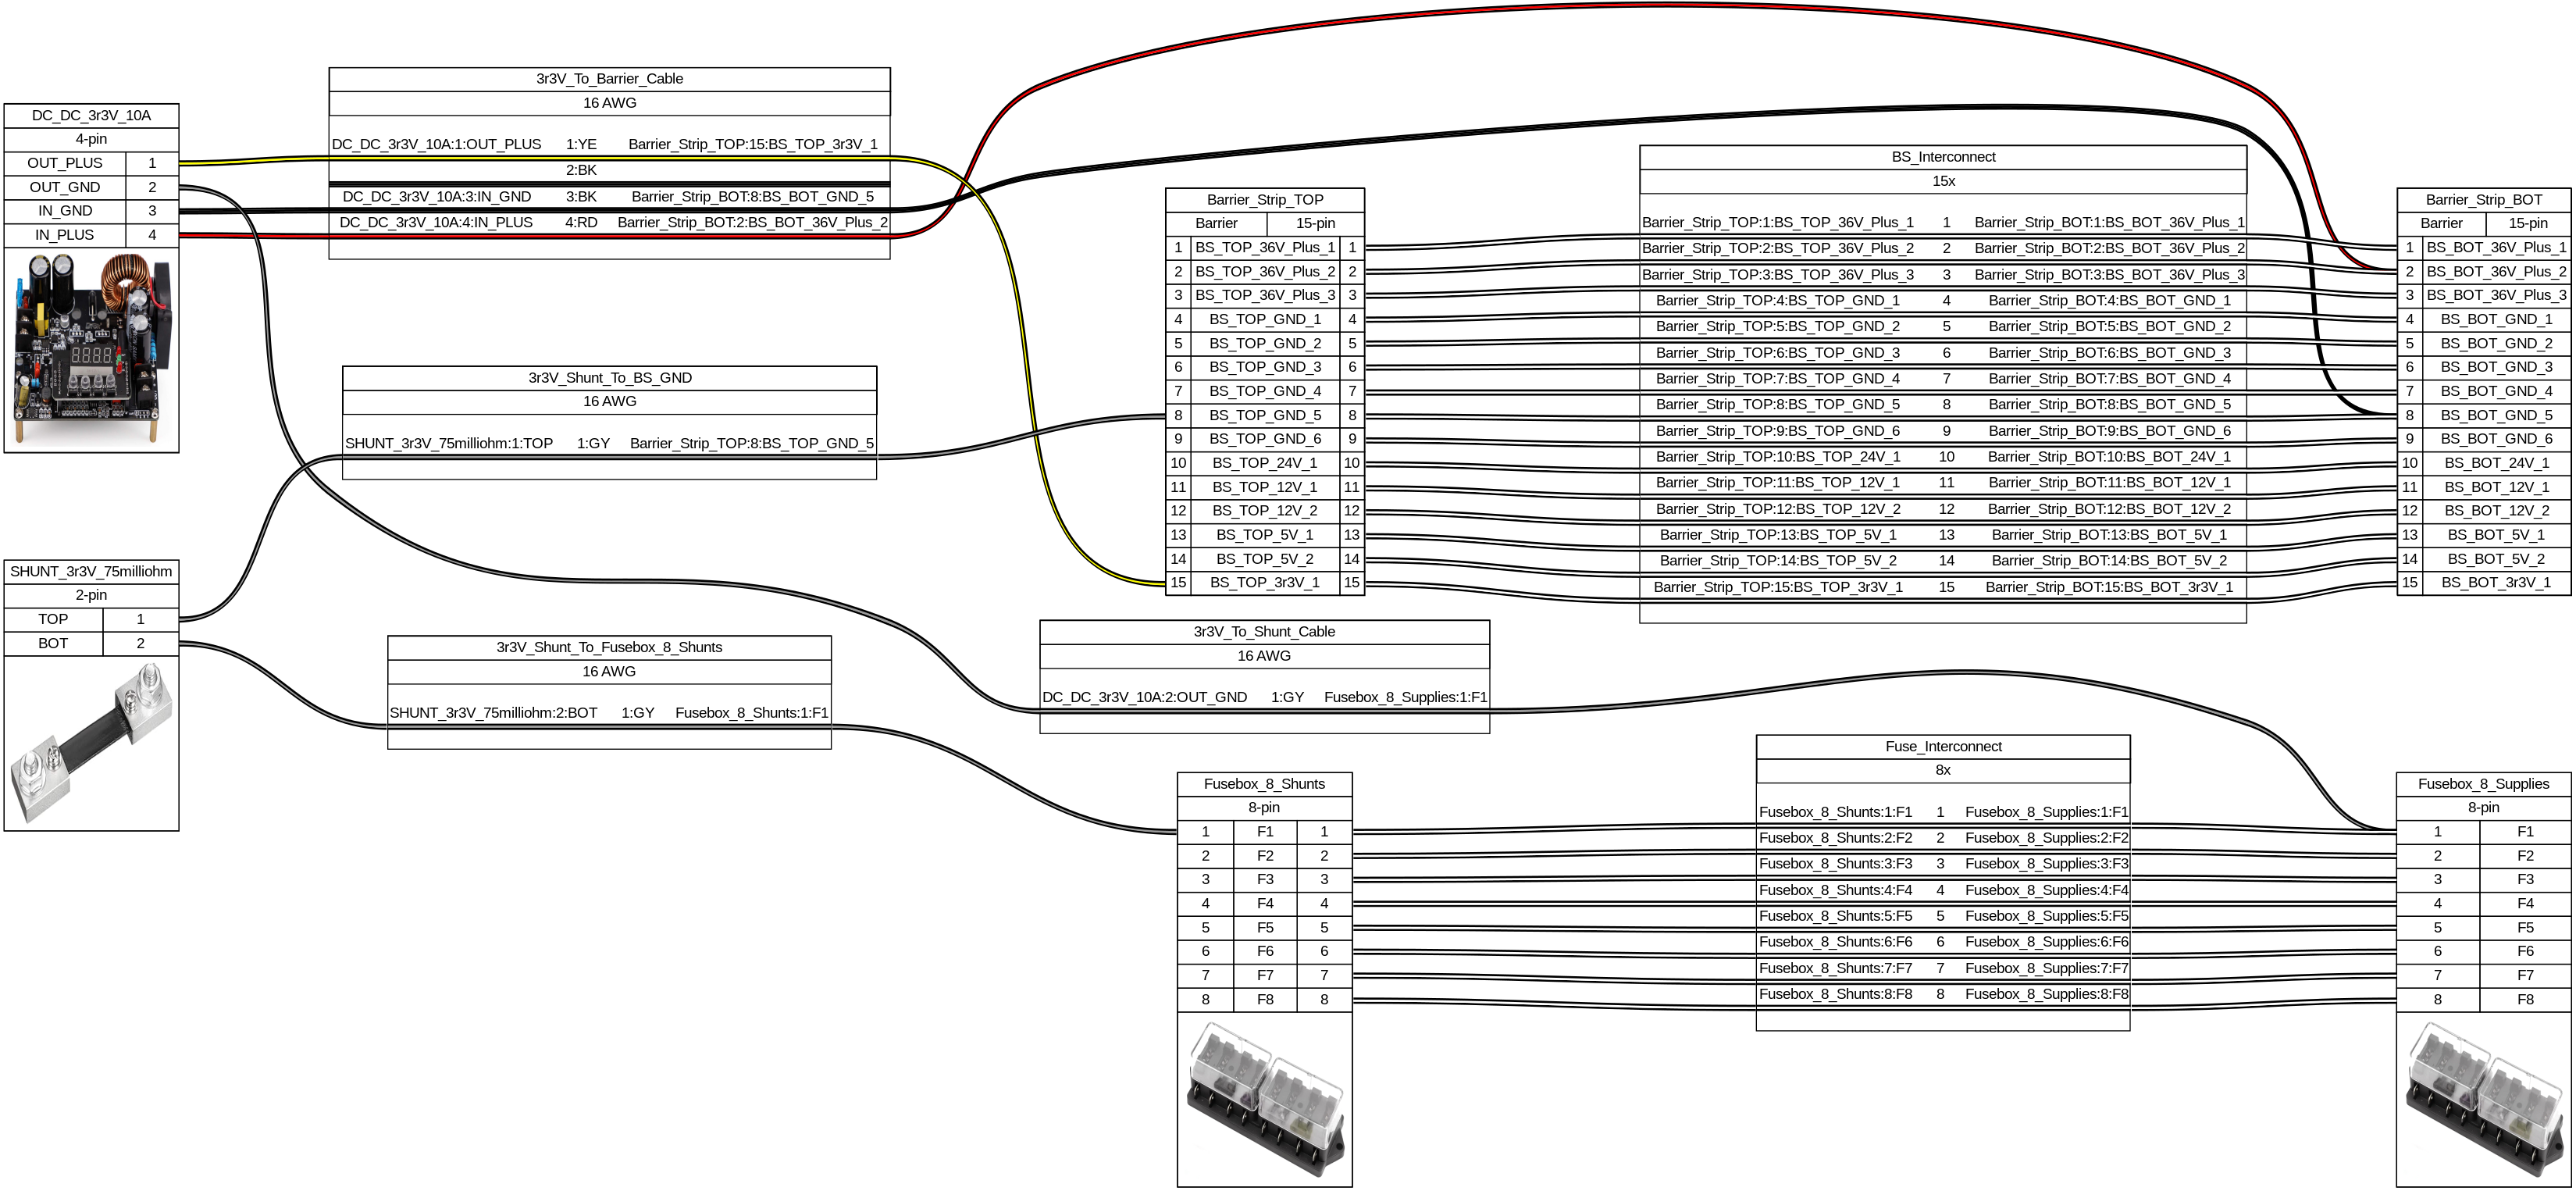 DC_DC_3r3V_10A
4-pin
OUT_PLUS 1
OUT_GND 2
IN_GND 3
IN_PLUS 4
3r3V_To_Barrier_Cable
16 AWG
DC_DC_3r3V_10A:1:OUT_PLUS 1:YE Barrier_Strip_TOP:15:BS_TOP_3r3V_1
2:BK
DC_DC_3r3V_10A:3:IN_GND 3:BK Barrier_Strip_BOT:8:BS_BOT_GND_5
DC_DC_3r3V_10A:4:IN_PLUS 4:RD Barrier_Strip_BOT:2:BS_BOT_36V_Plus_2
3r3V_Shunt_To_BS_GND
16 AWG
SHUNT_3r3V_75milliohm:1:TOP 1:GY Barrier_Strip_TOP:8:BS_TOP_GND_5
SHUNT_3r3V_75milliohm
2-pin
TOP 1
BOT 2
3r3V_Shunt_To_Fusebox_8_Shunts
16 AWG
SHUNT_3r3V_75milliohm:2:BOT 1:GY Fusebox_8_Shunts:1:F1
Barrier_Strip_TOP
Barrier 15-pin
1 BS_TOP_36V_Plus_1 1
2 BS_TOP_36V_Plus_2 2
3 BS_TOP_36V_Plus_3 3
4 BS_TOP_GND_1 4
5 BS_TOP_GND_2 5
6 BS_TOP_GND_3 6
7 BS_TOP_GND_4 7
8 BS_TOP_GND_5 8
9 BS_TOP_GND_6 9
10 BS_TOP_24V_1 10
11 BS_TOP_12V_1 11
12 BS_TOP_12V_2 12
13 BS_TOP_5V_1 13
14 BS_TOP_5V_2 14
15 BS_TOP_3r3V_1 15
BS_Interconnect
15x
Barrier_Strip_TOP:1:BS_TOP_36V_Plus_1 1 Barrier_Strip_BOT:1:BS_BOT_36V_Plus_1
Barrier_Strip_TOP:2:BS_TOP_36V_Plus_2 2 Barrier_Strip_BOT:2:BS_BOT_36V_Plus_2
Barrier_Strip_TOP:3:BS_TOP_36V_Plus_3 3 Barrier_Strip_BOT:3:BS_BOT_36V_Plus_3
Barrier_Strip_TOP:4:BS_TOP_GND_1 4 Barrier_Strip_BOT:4:BS_BOT_GND_1
Barrier_Strip_TOP:5:BS_TOP_GND_2 5 Barrier_Strip_BOT:5:BS_BOT_GND_2
Barrier_Strip_TOP:6:BS_TOP_GND_3 6 Barrier_Strip_BOT:6:BS_BOT_GND_3
Barrier_Strip_TOP:7:BS_TOP_GND_4 7 Barrier_Strip_BOT:7:BS_BOT_GND_4
Barrier_Strip_TOP:8:BS_TOP_GND_5 8 Barrier_Strip_BOT:8:BS_BOT_GND_5
Barrier_Strip_TOP:9:BS_TOP_GND_6 9 Barrier_Strip_BOT:9:BS_BOT_GND_6
Barrier_Strip_TOP:10:BS_TOP_24V_1 10 Barrier_Strip_BOT:10:BS_BOT_24V_1
Barrier_Strip_TOP:11:BS_TOP_12V_1 11 Barrier_Strip_BOT:11:BS_BOT_12V_1
Barrier_Strip_TOP:12:BS_TOP_12V_2 12 Barrier_Strip_BOT:12:BS_BOT_12V_2
Barrier_Strip_TOP:13:BS_TOP_5V_1 13 Barrier_Strip_BOT:13:BS_BOT_5V_1
Barrier_Strip_TOP:14:BS_TOP_5V_2 14 Barrier_Strip_BOT:14:BS_BOT_5V_2
Barrier_Strip_TOP:15:BS_TOP_3r3V_1 15 Barrier_Strip_BOT:15:BS_BOT_3r3V_1
Barrier_Strip_BOT
Barrier 15-pin
1 BS_BOT_36V_Plus_1
2 BS_BOT_36V_Plus_2
3 BS_BOT_36V_Plus_3
4 BS_BOT_GND_1
5 BS_BOT_GND_2
6 BS_BOT_GND_3
7 BS_BOT_GND_4
8 BS_BOT_GND_5
9 BS_BOT_GND_6
10 BS_BOT_24V_1
11 BS_BOT_12V_1
12 BS_BOT_12V_2
13 BS_BOT_5V_1
14 BS_BOT_5V_2
15 BS_BOT_3r3V_1
3r3V_To_Shunt_Cable
16 AWG
DC_DC_3r3V_10A:2:OUT_GND 1:GY Fusebox_8_Supplies:1:F1
Fusebox_8_Shunts
8-pin
1 F1 1
2 F2 2
3 F3 3
4 F4 4
5 F5 5
6 F6 6
7 F7 7
8 F8 8
Fuse_Interconnect
8x
Fusebox_8_Shunts:1:F1 1 Fusebox_8_Supplies:1:F1
Fusebox_8_Shunts:2:F2 2 Fusebox_8_Supplies:2:F2
Fusebox_8_Shunts:3:F3 3 Fusebox_8_Supplies:3:F3
Fusebox_8_Shunts:4:F4 4 Fusebox_8_Supplies:4:F4
Fusebox_8_Shunts:5:F5 5 Fusebox_8_Supplies:5:F5
Fusebox_8_Shunts:6:F6 6 Fusebox_8_Supplies:6:F6
Fusebox_8_Shunts:7:F7 7 Fusebox_8_Supplies:7:F7
Fusebox_8_Shunts:8:F8 8 Fusebox_8_Supplies:8:F8
Fusebox_8_Supplies
8-pin
1 F1
2 F2
3 F3
4 F4
5 F5
6 F6
7 F7
8 F8